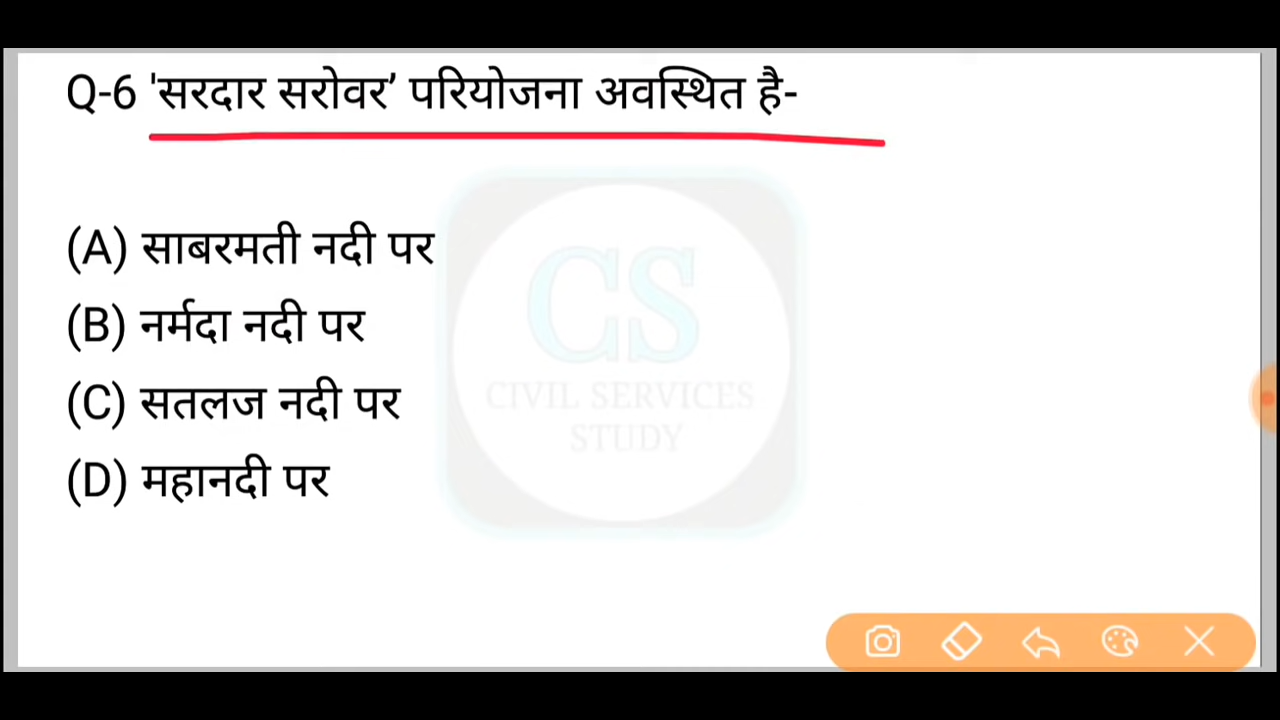 Q-6 'सरदार सरोवर’ परियोजना अवस्थित है-
(A) साबरमती नदी पर
(B) नर्मदा नदी पर
(C) सतलज नदी पर
(D) महानदी पर
CS
CIVIL SERVICES
STUDY